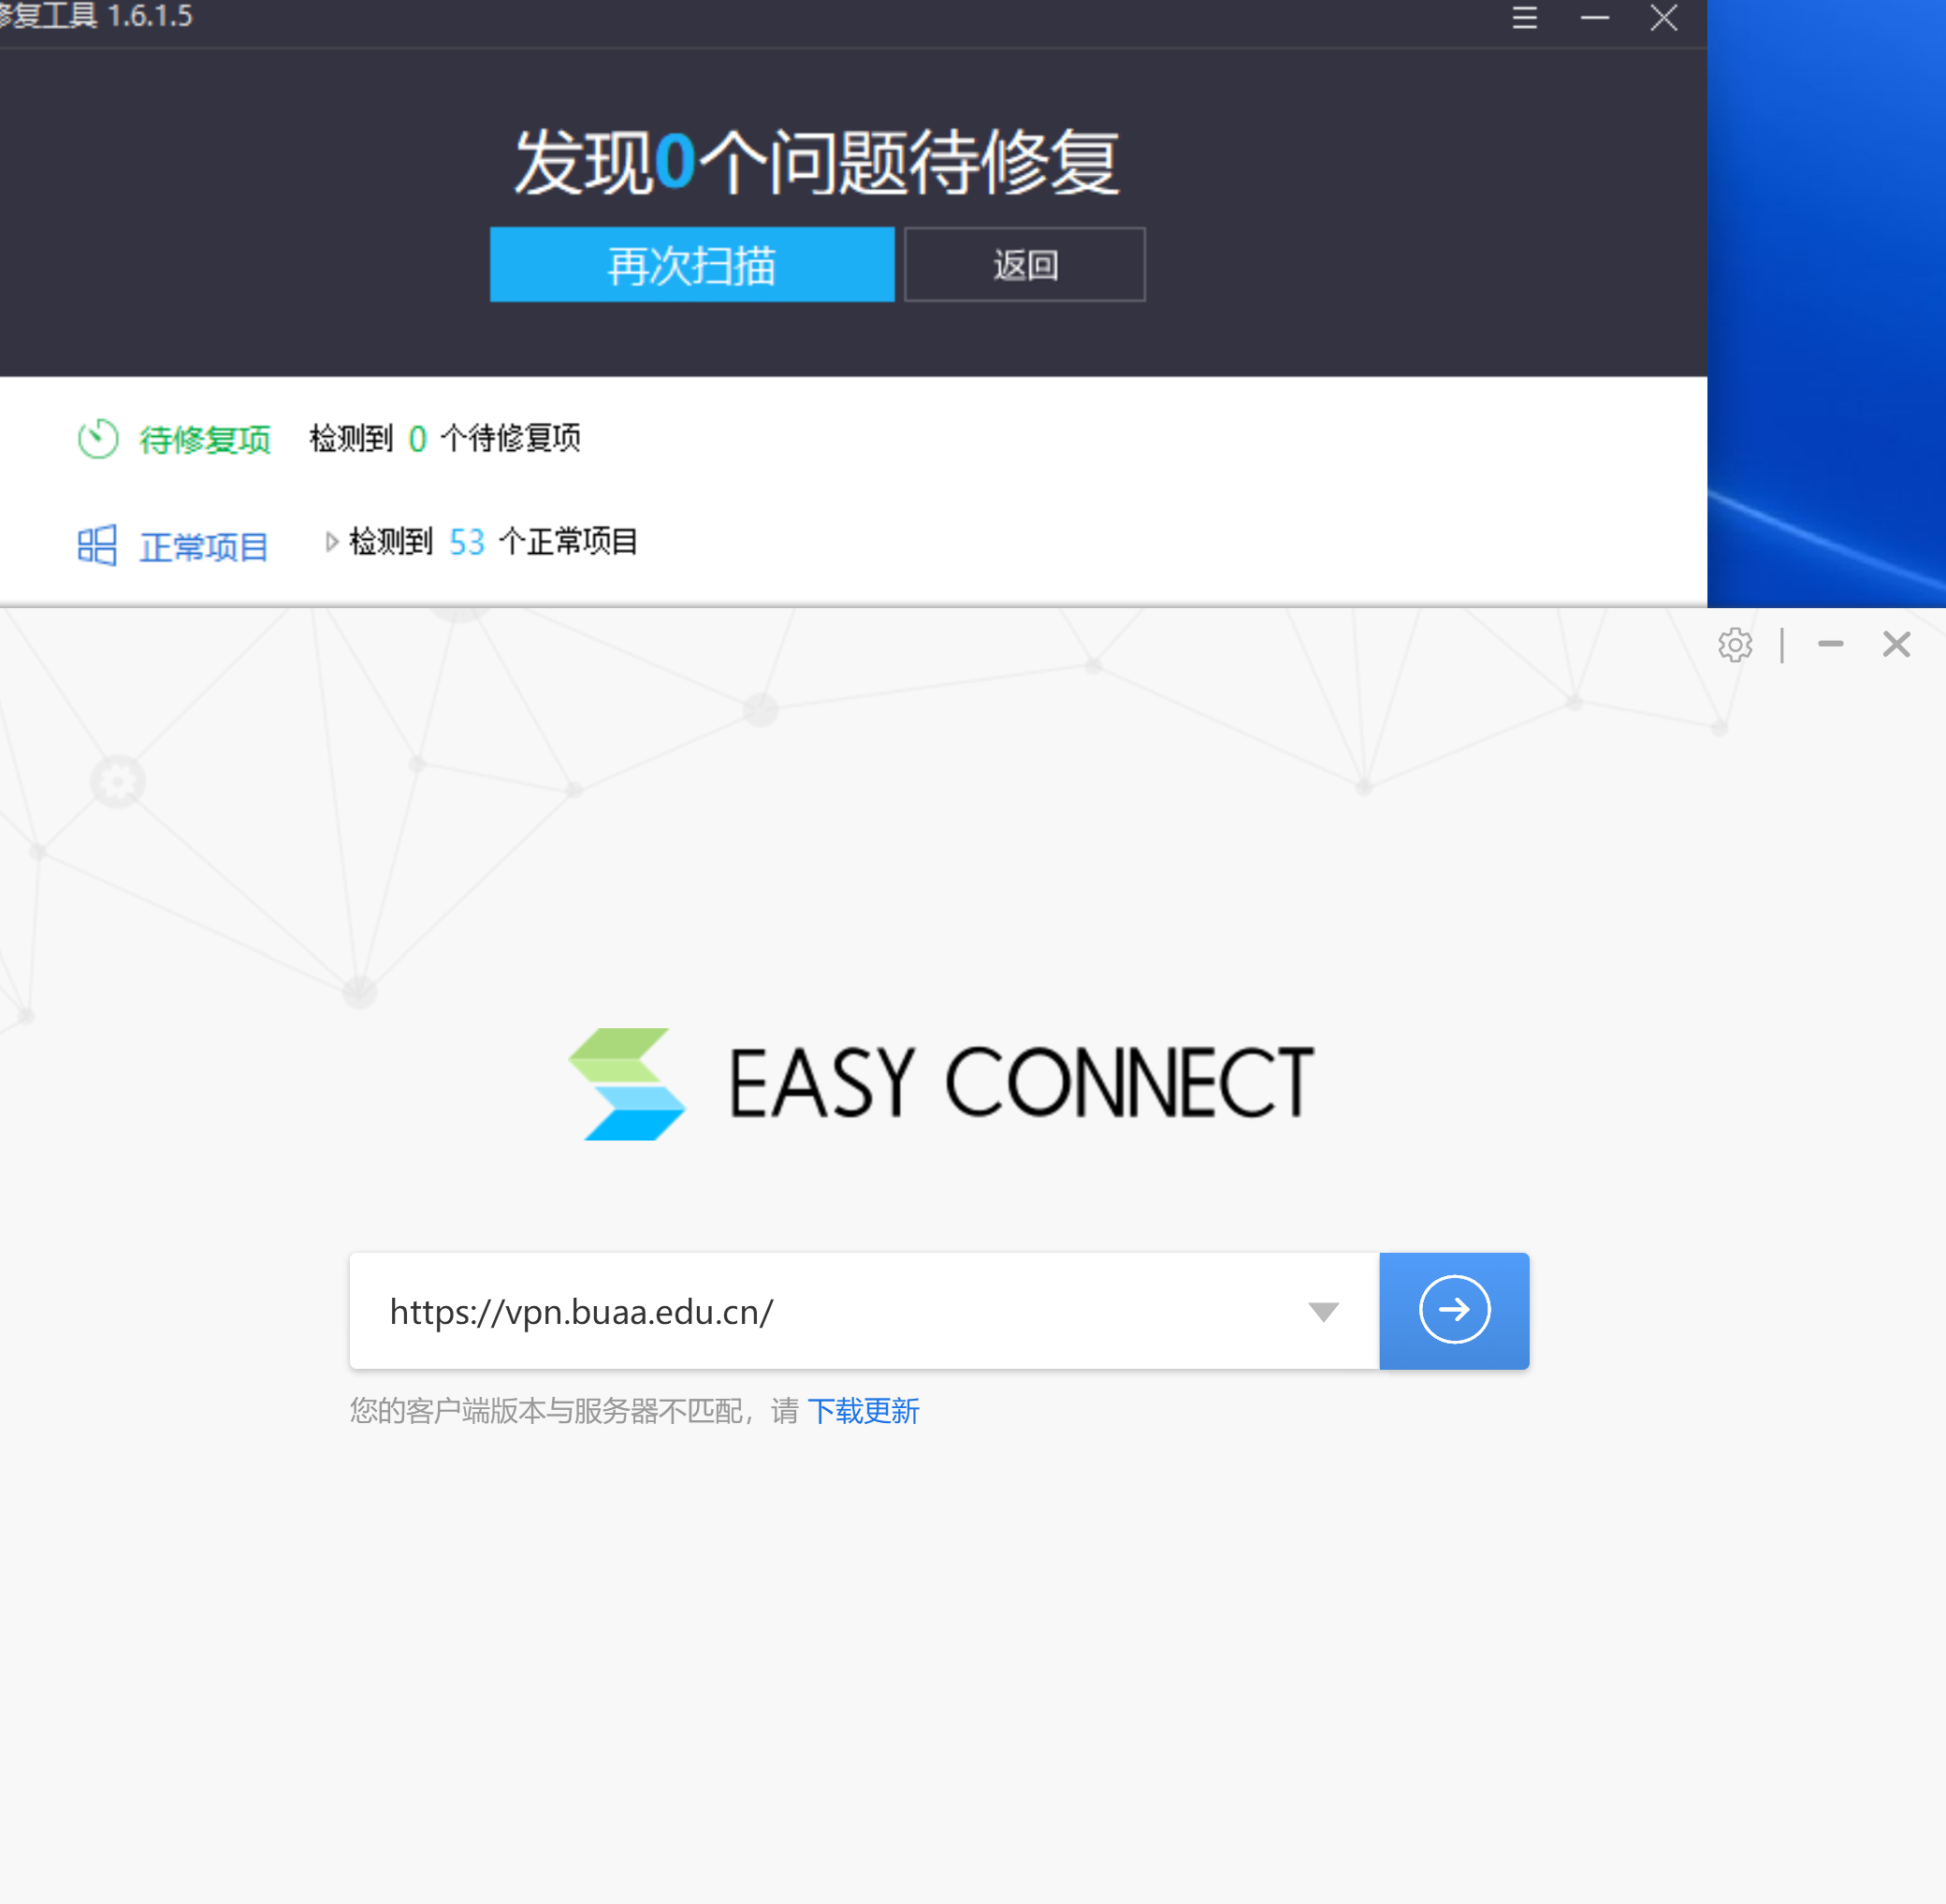 修复工具 1.6.1.5
发现0个问题待修复
再次扫描 返回
待修复项 检测到 0 个待修复项
正常项目 检测到 53 个正常项目
EASY CONNECT
https://vpn.buaa.edu.cn/
您的客户端版本与服务器不匹配，请 下载更新